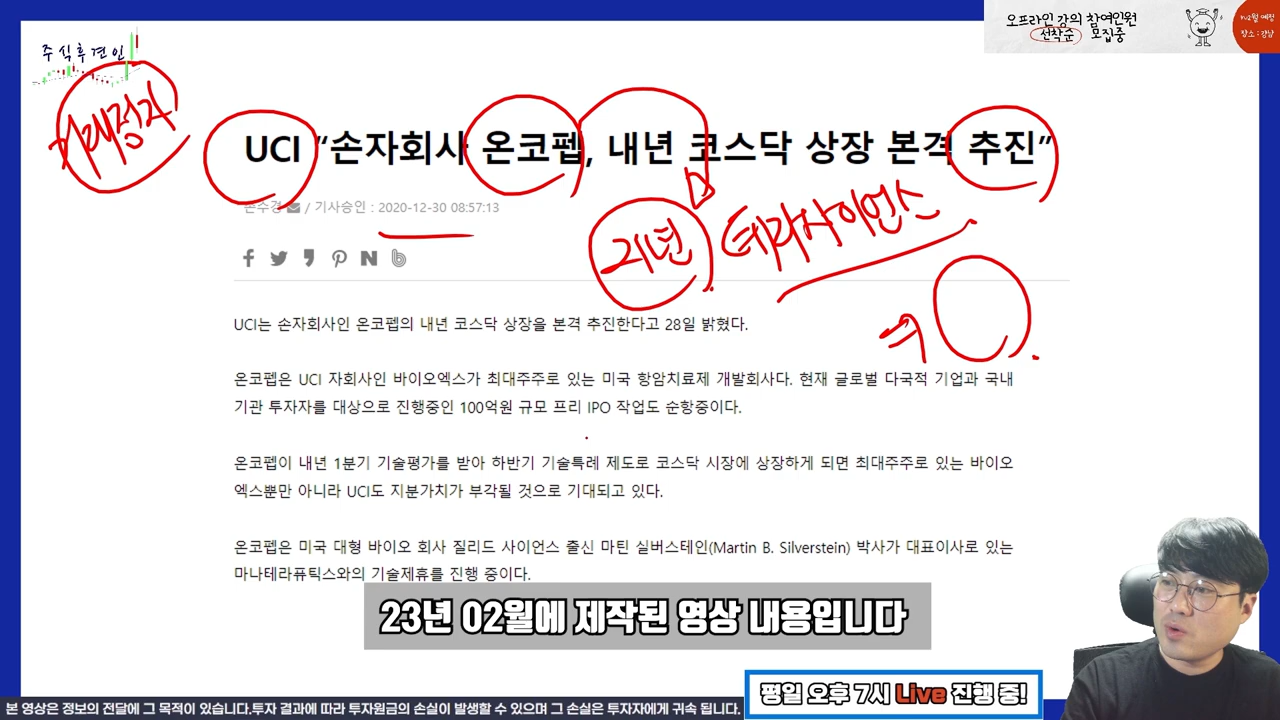 오프라인 강의 참여인원
선착순 모집중
장소 : 강남
주식후견인
거래정지
UCI “손자회사 온코펩, 내년 코스닥 상장 본격 추진”
손수경 / 기사승인 : 2020-12-30 08:57:13
21년
테라사이언스
UCI는 손자회사인 온코펩의 내년 코스닥 상장을 본격 추진한다고 28일 밝혔다.
온코펩은 UCI 자회사인 바이오엑스가 최대주주로 있는 미국 항암치료제 개발회사다. 현재 글로벌 다국적 기업과 국내
기관 투자자를 대상으로 진행중인 100억원 규모 프리 IPO 작업도 순항중이다.
온코펩이 내년 1분기 기술평가를 받아 하반기 기술특례 제도로 코스닥 시장에 상장하게 되면 최대주주로 있는 바이오
엑스뿐만 아니라 UCI도 지분가치가 부각될 것으로 기대되고 있다.
온코펩은 미국 대형 바이오 회사 질리드 사이언스 출신 마틴 실버스테인(Martin B. Silverstein) 박사가 대표이사로 있는
마나테라퓨틱스와의 기술제휴를 진행 중이다.
23년 02월에 제작된 영상 내용입니다
평일 오후 7시 Live 진행 중!
본 영상은 정보의 전달에 그 목적이 있습니다.투자 결과에 따라 투자원금의 손실이 발생할 수 있으며 그 손실은 투자자에게 귀속 됩니다.